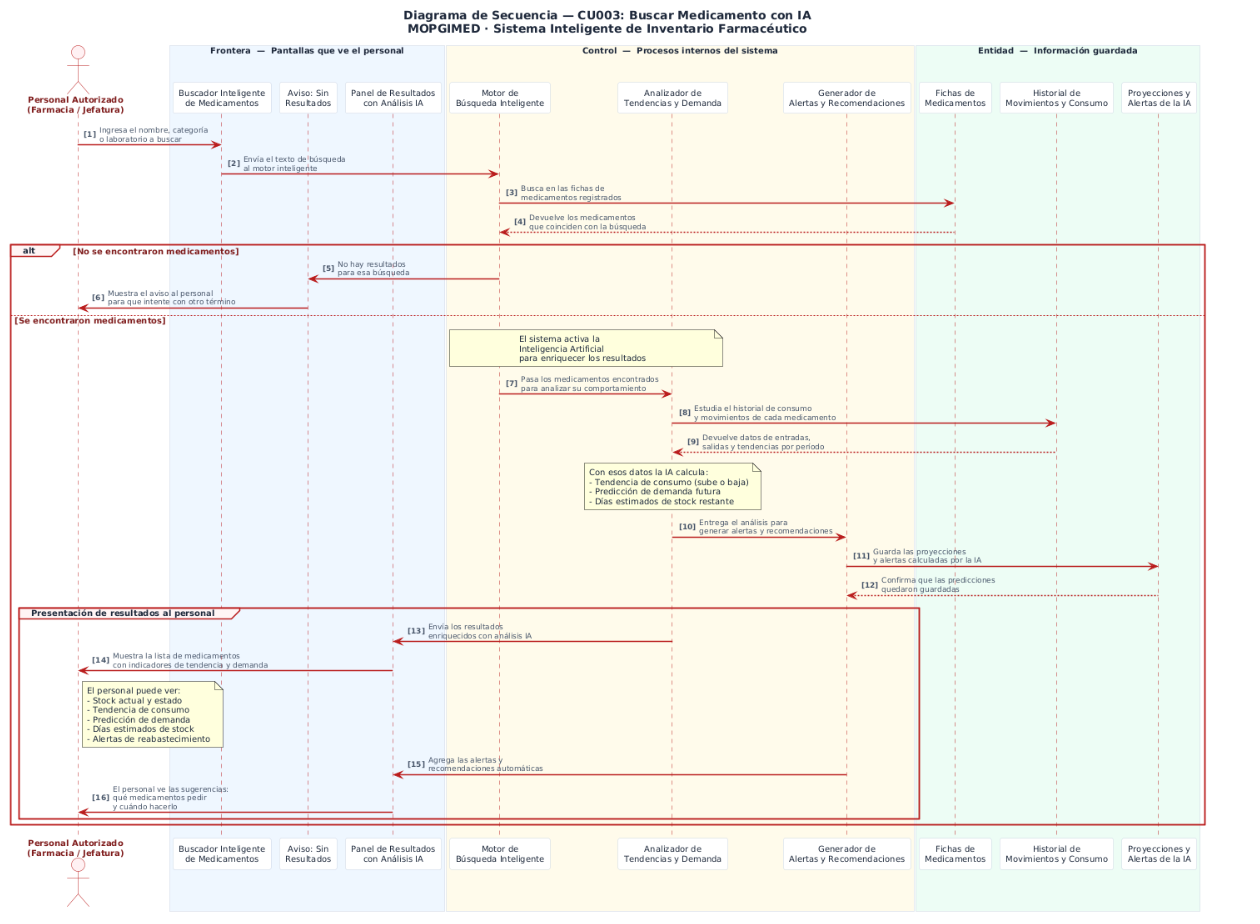 Diagrama de Secuencia — CU003: Buscar Medicamento con IA
MOPGIMED · Sistema Inteligente de Inventario Farmacéutico
Frontera — Pantallas que ve el personal
Control — Procesos internos del sistema
Entidad — Información guardada
Personal Autorizado
(Farmacia / Jefatura)
Buscador Inteligente
de Medicamentos
Aviso: Sin
Resultados
Panel de Resultados
con Análisis IA
Motor de
Búsqueda Inteligente
Analizador de
Tendencias y Demanda
Generador de
Alertas y Recomendaciones
Fichas de
Medicamentos
Historial de
Movimientos y Consumo
Proyecciones y
Alertas de la IA
[1] Ingresa el nombre, categoría
o laboratorio a buscar
[2] Envía el texto de búsqueda
al motor inteligente
[3] Busca en las fichas de
medicamentos registrados
[4] Devuelve los medicamentos
que coinciden con la búsqueda
alt [No se encontraron medicamentos]
[5] No hay resultados
para esa búsqueda
[6] Muestra el aviso al personal
para que intente con otro término
[Se encontraron medicamentos]
El sistema activa la
Inteligencia Artificial
para enriquecer los resultados
[7] Pasa los medicamentos encontrados
para analizar su comportamiento
[8] Estudia el historial de consumo
y movimientos de cada medicamento
[9] Devuelve datos de entradas,
salidas y tendencias por periodo
Con esos datos la IA calcula:
- Tendencia de consumo (sube o baja)
- Predicción de demanda futura
- Días estimados de stock restante
[10] Entrega el análisis para
generar alertas y recomendaciones
[11] Guarda las proyecciones
y alertas calculadas por la IA
[12] Confirma que las predicciones
quedaron guardadas
Presentación de resultados al personal
[13] Envía los resultados
enriquecidos con análisis IA
[14] Muestra la lista de medicamentos
con indicadores de tendencia y demanda
El personal puede ver:
- Stock actual y estado
- Tendencia de consumo
- Predicción de demanda
- Días estimados de stock
- Alertas de reabastecimiento
[15] Agrega las alertas y
recomendaciones automáticas
[16] El personal ve las sugerencias:
qué medicamentos pedir
y cuándo hacerlo
Personal Autorizado
(Farmacia / Jefatura)
Buscador Inteligente
de Medicamentos
Aviso: Sin
Resultados
Panel de Resultados
con Análisis IA
Motor de
Búsqueda Inteligente
Analizador de
Tendencias y Demanda
Generador de
Alertas y Recomendaciones
Fichas de
Medicamentos
Historial de
Movimientos y Consumo
Proyecciones y
Alertas de la IA